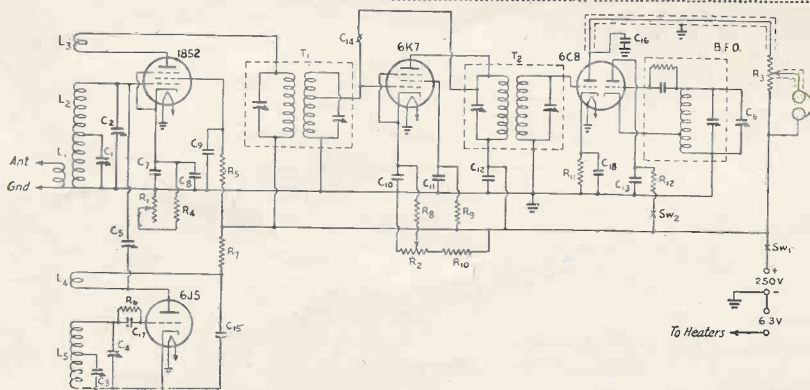 L3
1852
C14
6K7
6C8
C16
B.F.O.
T1
T2
R3
L2
C2
C6
L1
C1
C7
C9
R5
C10
C11
C12
R11
C18
C13
R12
Ant
Gnd
C8
R1
R4
R8
R9
Sw2
C5
R7
R2
R10
Sw1
+
250V
-
L4
6J5
R6
C17
C15
6.3V
To Heaters
L5
C4
C3